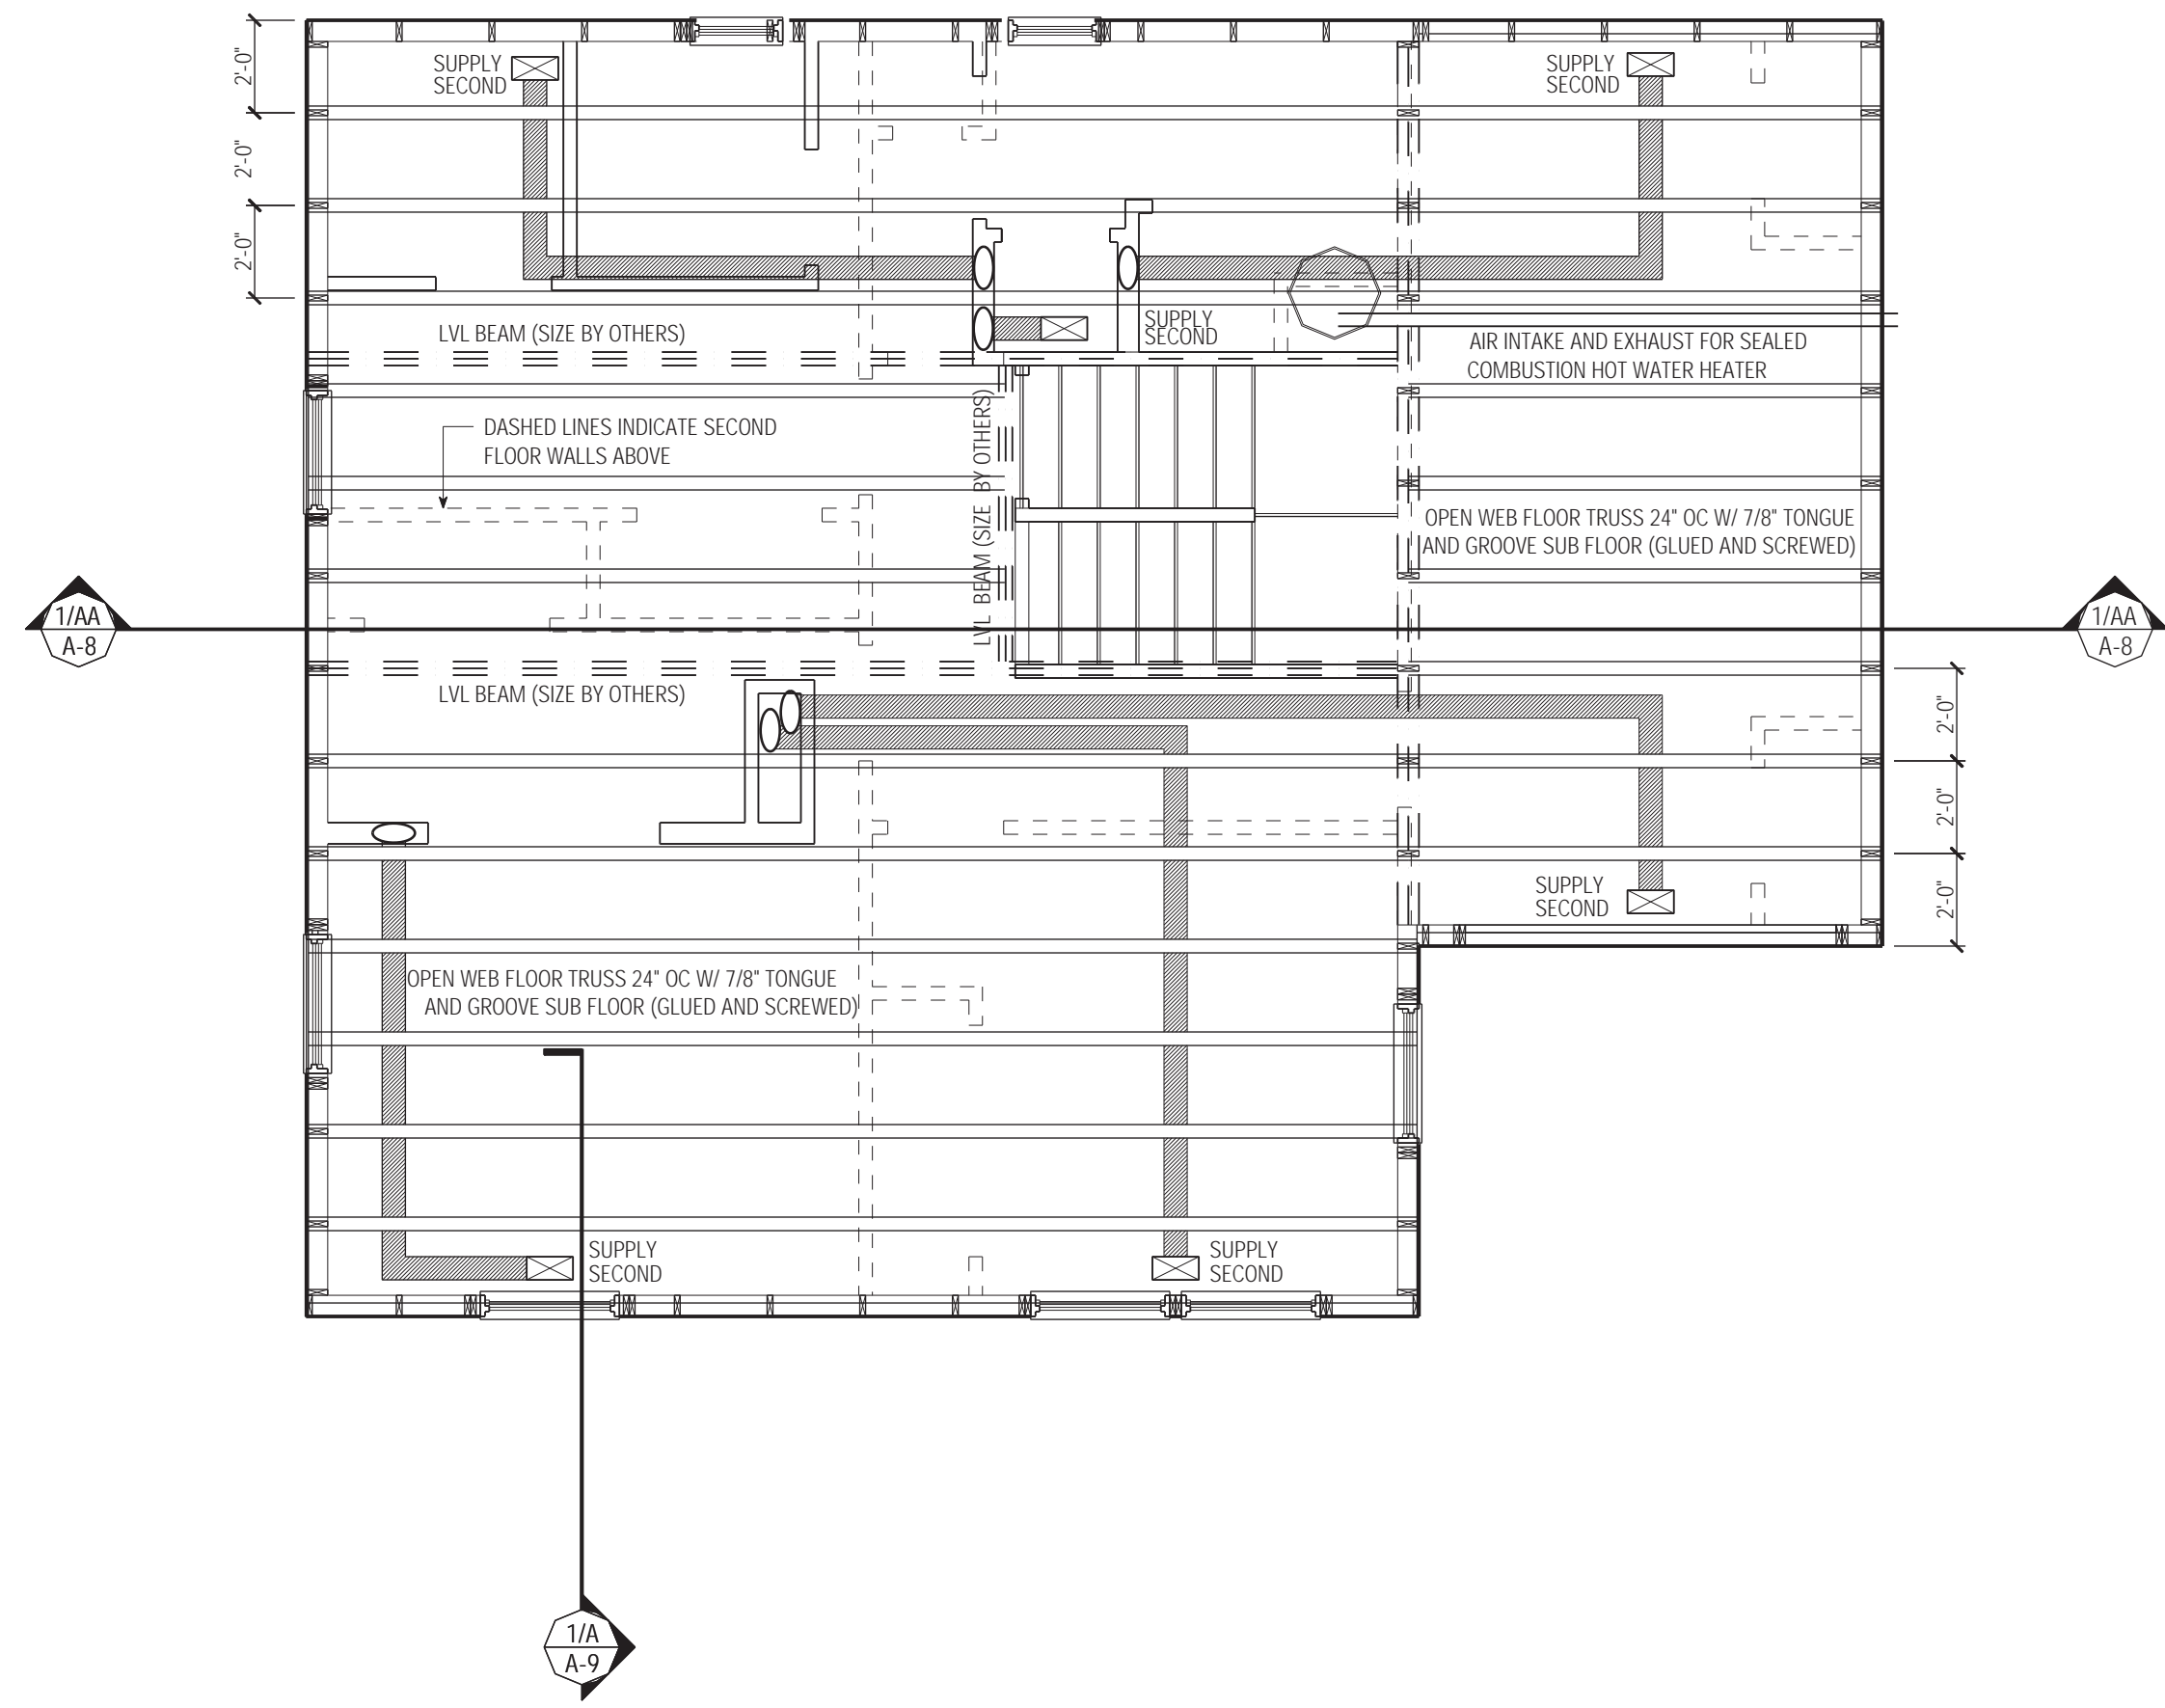 SUPPLY
SECOND
SUPPLY
SECOND
2'-0"
2'-0"
2'-0"
LVL BEAM (SIZE BY OTHERS)
SUPPLY
SECOND
AIR INTAKE AND EXHAUST FOR SEALED
COMBUSTION HOT WATER HEATER
DASHED LINES INDICATE SECOND
FLOOR WALLS ABOVE
LVL BEAM (SIZE BY OTHERS)
OPEN WEB FLOOR TRUSS 24" OC W/ 7/8" TONGUE
AND GROOVE SUB FLOOR (GLUED AND SCREWED)
1/AA
A-8
1/AA
A-8
LVL BEAM (SIZE BY OTHERS)
2'-0"
2'-0"
2'-0"
SUPPLY
SECOND
OPEN WEB FLOOR TRUSS 24" OC W/ 7/8" TONGUE
AND GROOVE SUB FLOOR (GLUED AND SCREWED)
SUPPLY
SECOND
SUPPLY
SECOND
1/A
A-9